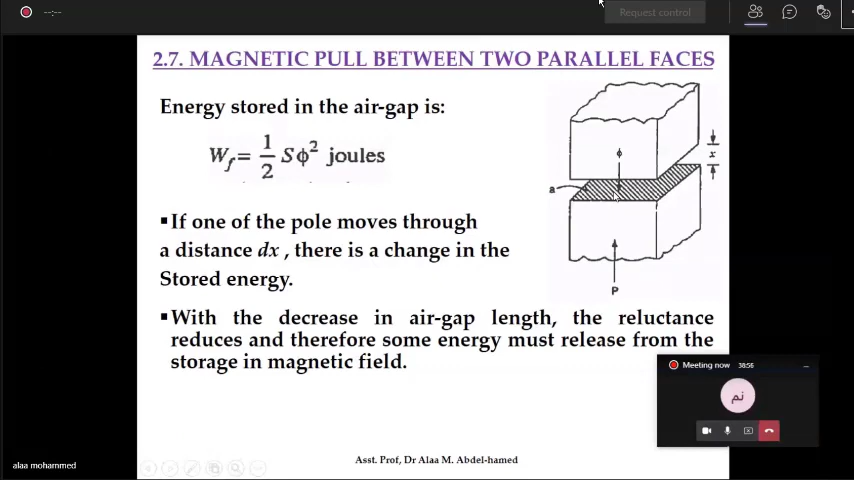 --:--
Request control
2.7. MAGNETIC PULL BETWEEN TWO PARALLEL FACES
Energy stored in the air-gap is:
W_f = 1/2 Sϕ² joules
▪If one of the pole moves through
a distance dx , there is a change in the
Stored energy.
▪With the decrease in air-gap length, the reluctance
reduces and therefore some energy must release from the
storage in magnetic field.
ϕ
x
a
P
Meeting now 38:56
نم
alaa mohammed
Asst. Prof, Dr Alaa M. Abdel-hamed